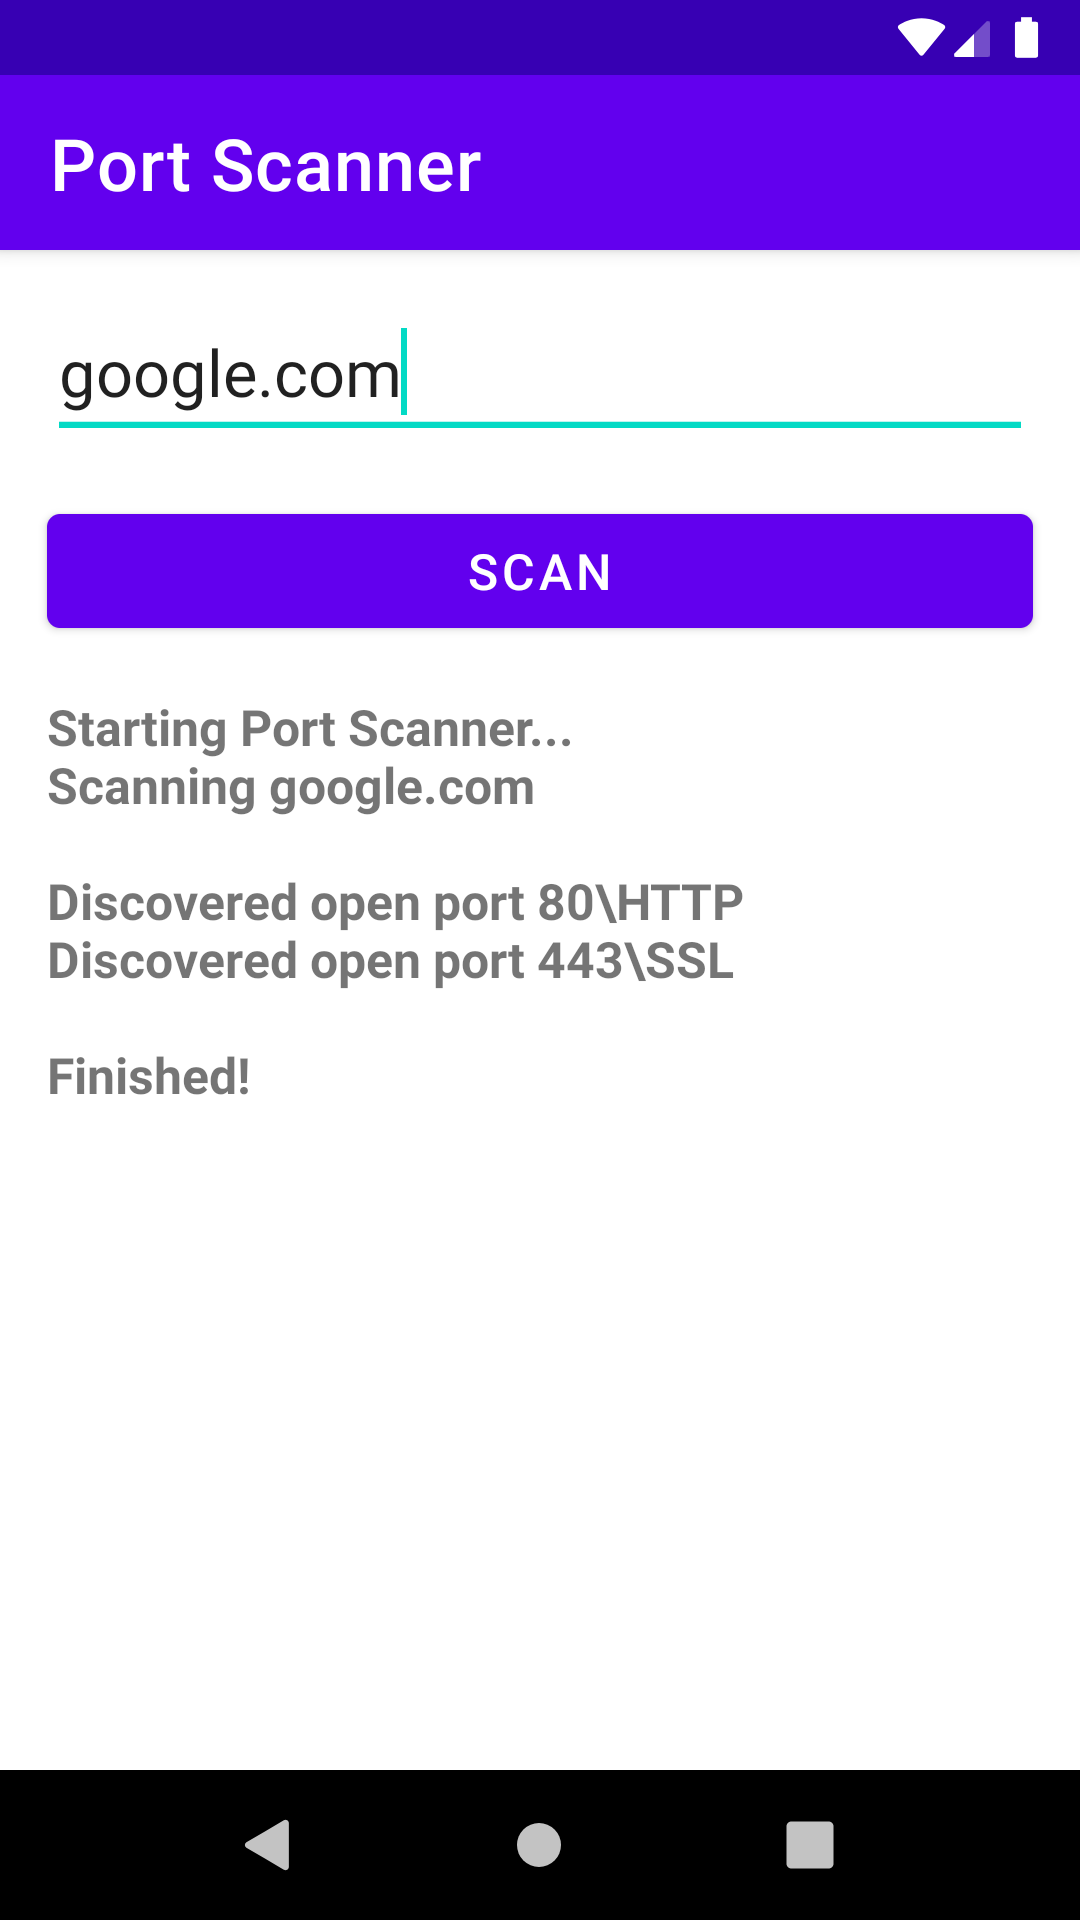 Port Scanner
google.com
SCAN
Starting Port Scanner...
Scanning google.com
Discovered open port 80\HTTP
Discovered open port 443\SSL
Finished!